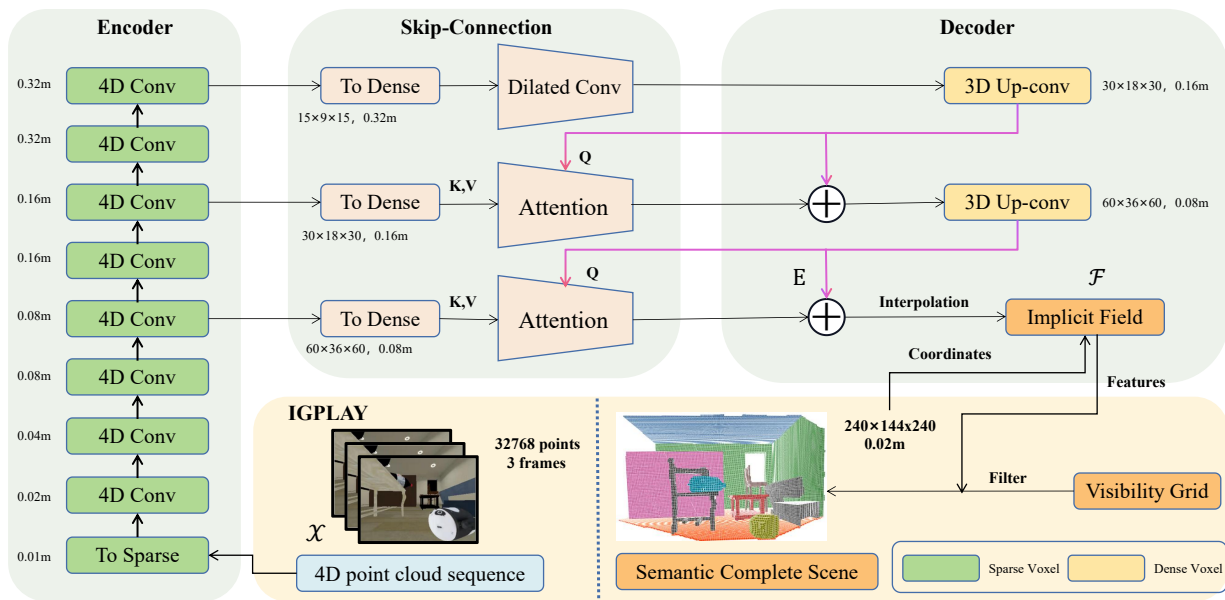 Encoder
Skip-Connection
Decoder
0.32m
4D Conv
To Dense
15×9×15, 0.32m
Dilated Conv
3D Up-conv
30×18×30, 0.16m
0.32m
4D Conv
Q
0.16m
4D Conv
To Dense
30×18×30, 0.16m
K,V
Attention
3D Up-conv
60×36×60, 0.08m
0.16m
4D Conv
Q
E
ℱ
0.08m
4D Conv
To Dense
60×36×60, 0.08m
K,V
Attention
Interpolation
Implicit Field
Coordinates
Features
0.08m
4D Conv
0.04m
4D Conv
0.02m
4D Conv
0.01m
To Sparse
IGPLAY
32768 points
3 frames
𝒳
4D point cloud sequence
240×144x240
0.02m
Filter
Visibility Grid
Semantic Complete Scene
Sparse Voxel
Dense Voxel